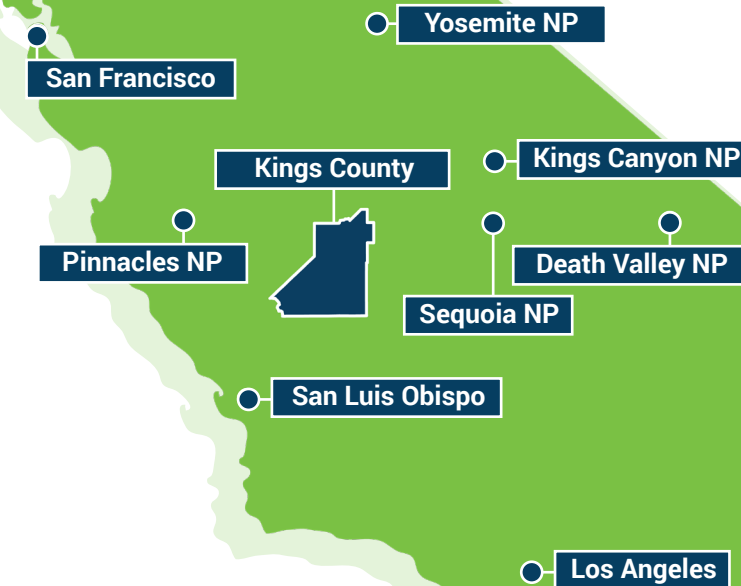 Yosemite NP
San Francisco
Kings County
Kings Canyon NP
Pinnacles NP
Death Valley NP
Sequoia NP
San Luis Obispo
Los Angeles